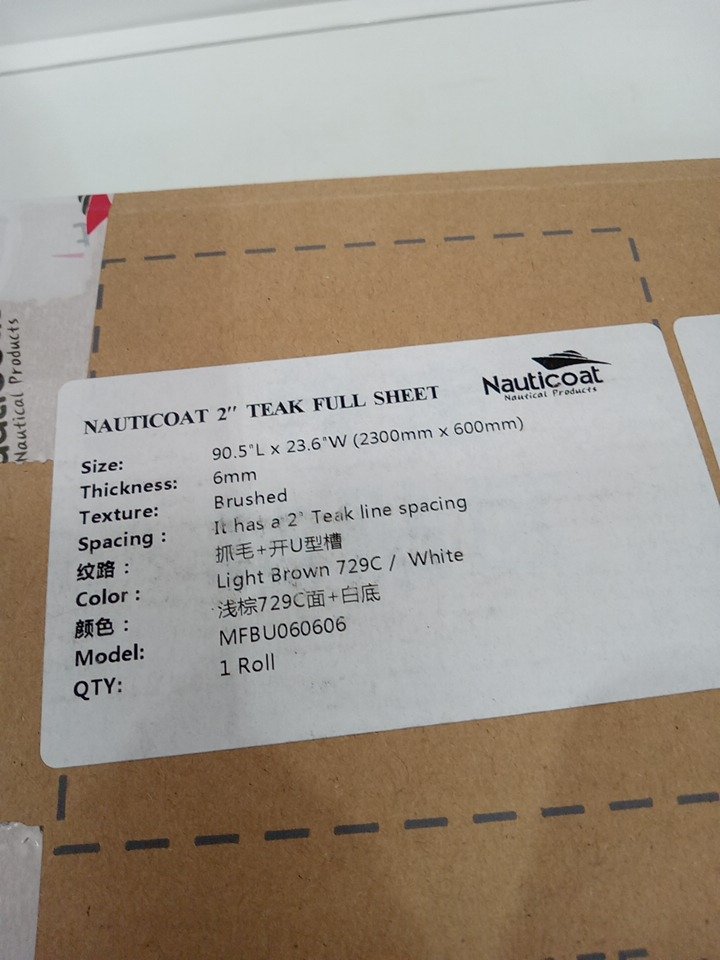 Nautical Products
NAUTICOAT 2" TEAK FULL SHEET
Nauticoat
Nautical Products
Size: 90.5"L x 23.6"W (2300mm x 600mm)
Thickness: 6mm
Texture: Brushed
Spacing : It has a 2" Teak line spacing
纹路 : 抓毛+开U型槽
Color : Light Brown 729C / White
颜色 : 浅棕729C面+白底
Model: MFBU060606
QTY: 1 Roll